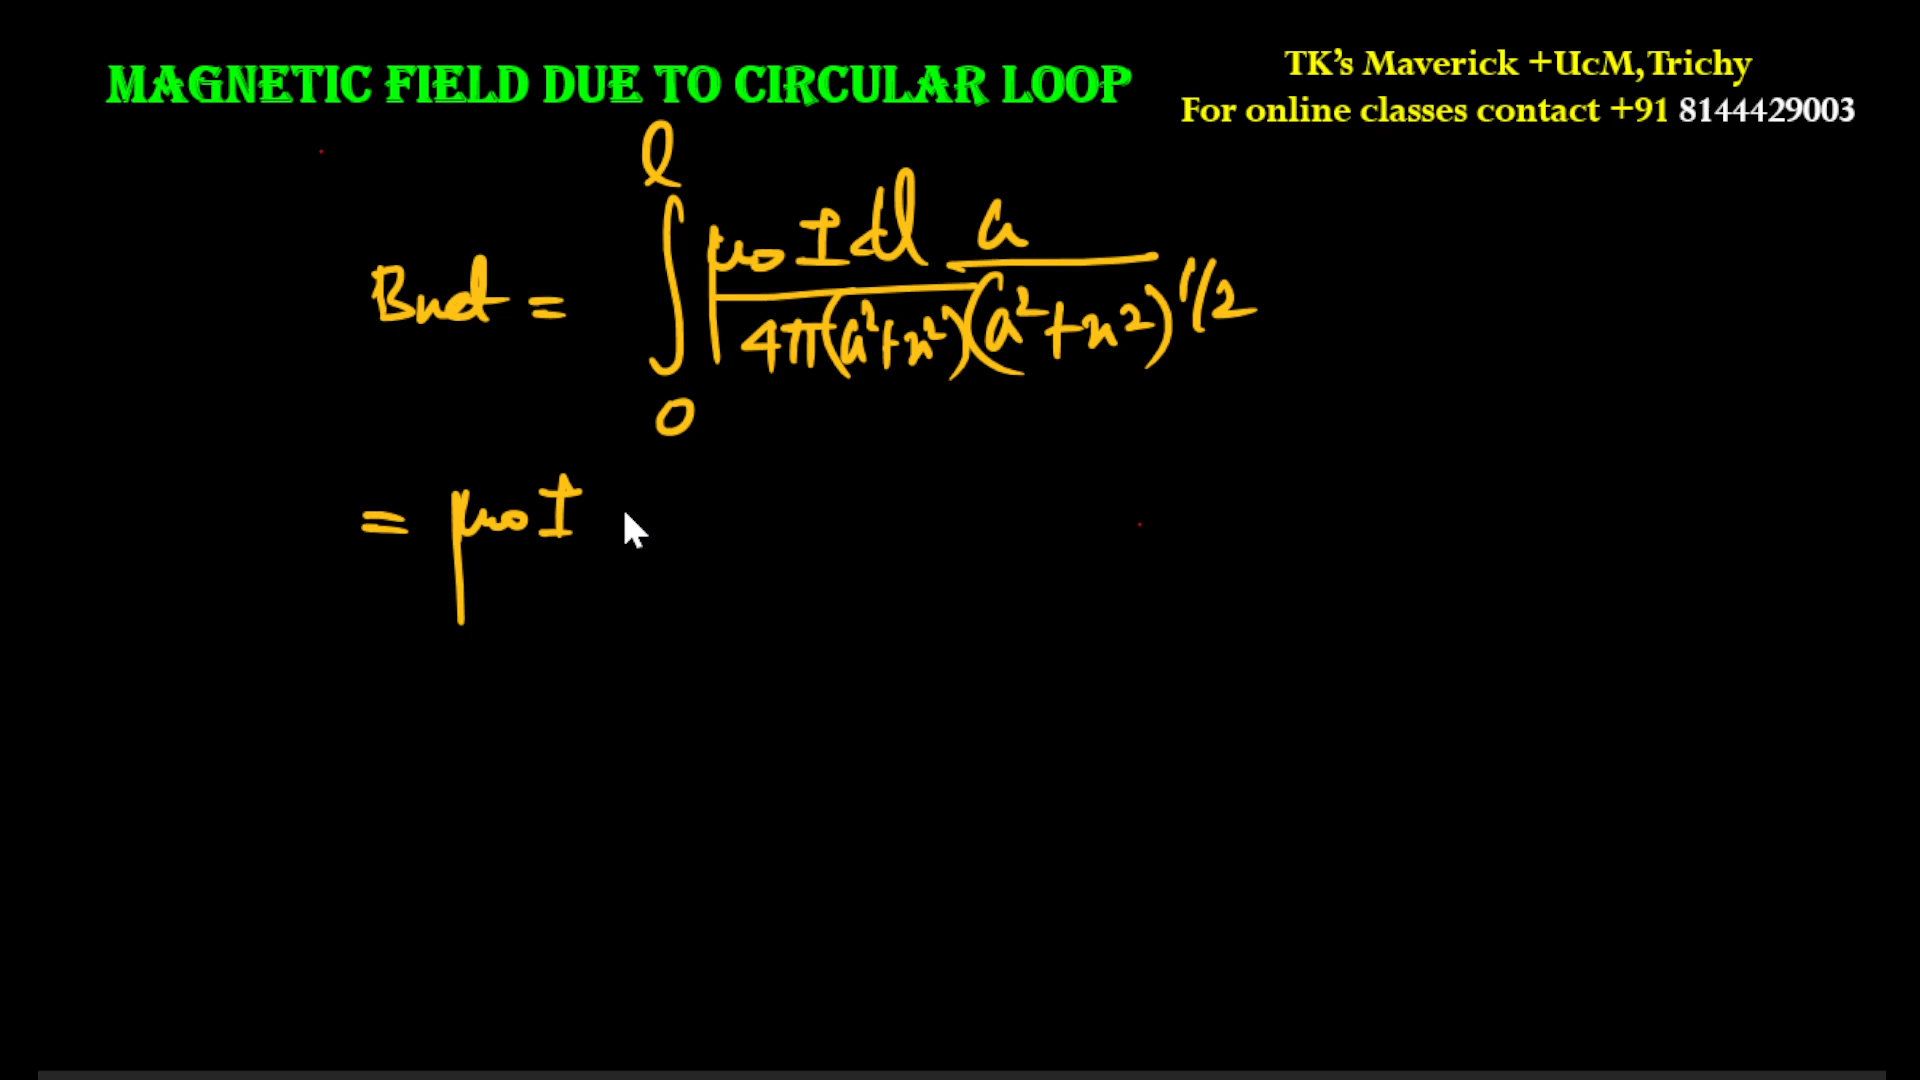 MAGNETIC FIELD DUE TO CIRCULAR LOOP
TK's Maverick +UcM,Trichy
For online classes contact +91 8144429003
Bnet = ∫₀ˡ μ₀ I dl / 4π(a²+x²) a / (a²+x²)^1/2
= μ₀ I